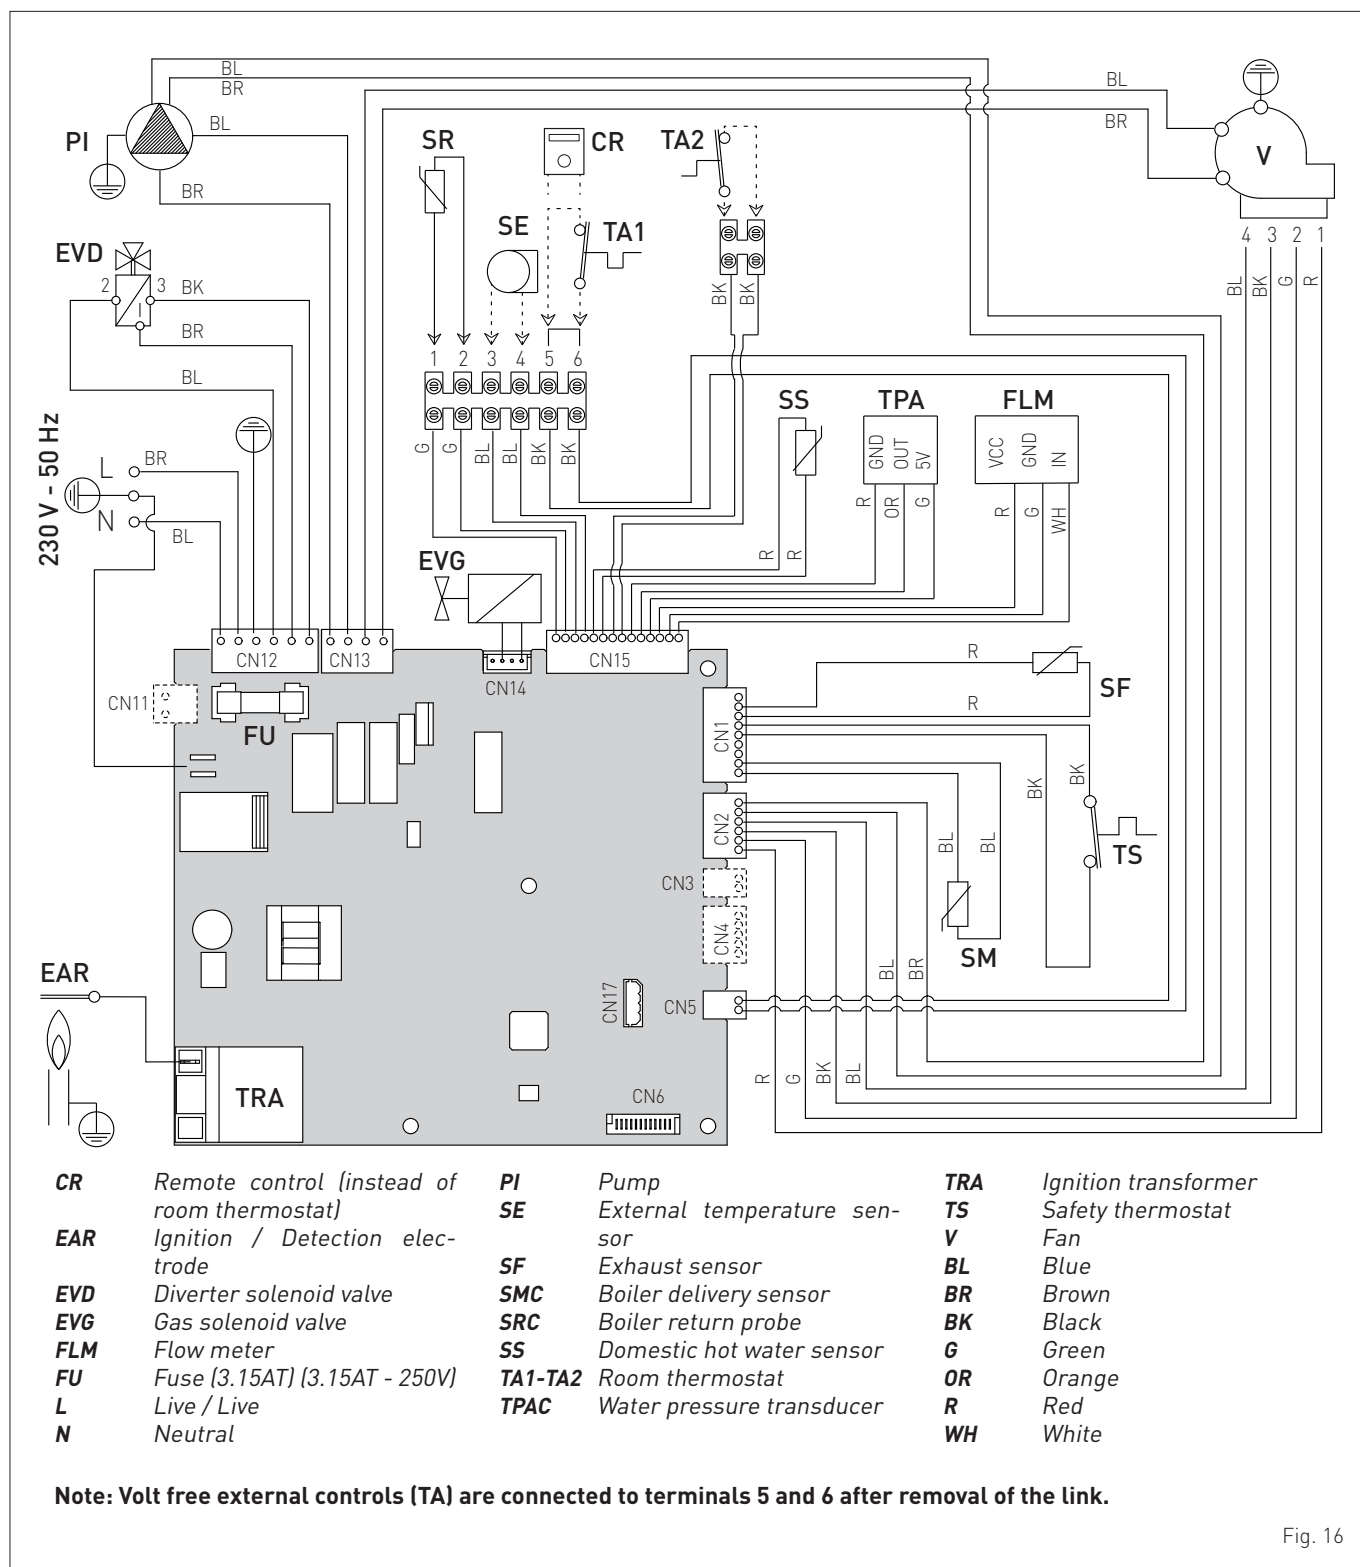 BL
BR
BL
BR
PI
BL
BR
SR
CR
TA2
V
SE
TA1
EVD
2 3 BK
BR
BL
BK
BK
4 3 2 1
BL
BK
G
R
1 2 3 4 5 6
G
G
BL
BL
BK
BK
SS
TPA
FLM
GND
OUT
5V
VCC
GND
IN
R
OR
G
R
G
WH
R
R
230 V - 50 Hz
L
BR
N
BL
EVG
CN12
CN13
CN14
CN15
CN11
FU
R
SF
R
CN1
BK
BK
TS
BL
BL
SM
CN2
CN3
CN4
BL
BR
EAR
CN17
CN5
TRA
CN6
R
G
BK
BL
CR Remote control (instead of
room thermostat)
EAR Ignition / Detection elec-
trode
EVD Diverter solenoid valve
EVG Gas solenoid valve
FLM Flow meter
FU Fuse (3.15AT) (3.15AT - 250V)
L Live / Live
N Neutral
PI Pump
SE External temperature sen-
sor
SF Exhaust sensor
SMC Boiler delivery sensor
SRC Boiler return probe
SS Domestic hot water sensor
TA1-TA2 Room thermostat
TPAC Water pressure transducer
TRA Ignition transformer
TS Safety thermostat
V Fan
BL Blue
BR Brown
BK Black
G Green
OR Orange
R Red
WH White
Note: Volt free external controls (TA) are connected to terminals 5 and 6 after removal of the link.
Fig. 16